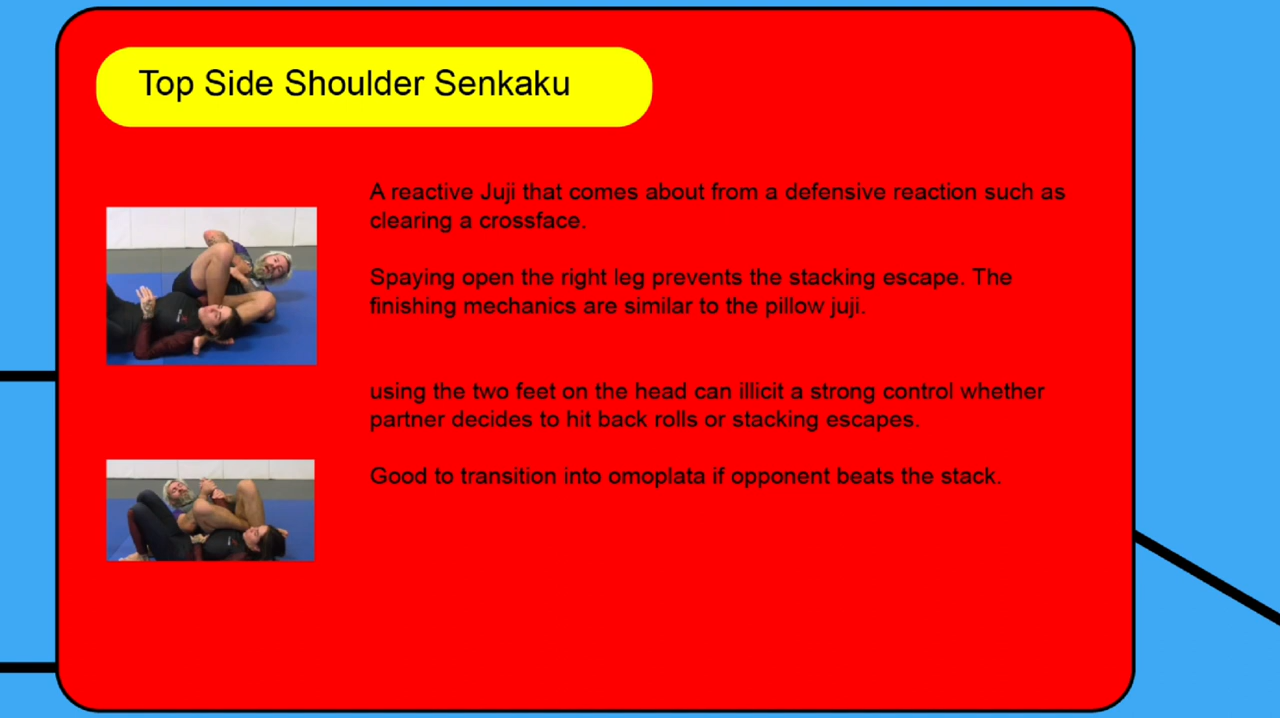 Top Side Shoulder Senkaku
A reactive Juji that comes about from a defensive reaction such as
clearing a crossface.
Spaying open the right leg prevents the stacking escape. The
finishing mechanics are similar to the pillow juji.
using the two feet on the head can illicit a strong control whether
partner decides to hit back rolls or stacking escapes.
Good to transition into omoplata if opponent beats the stack.